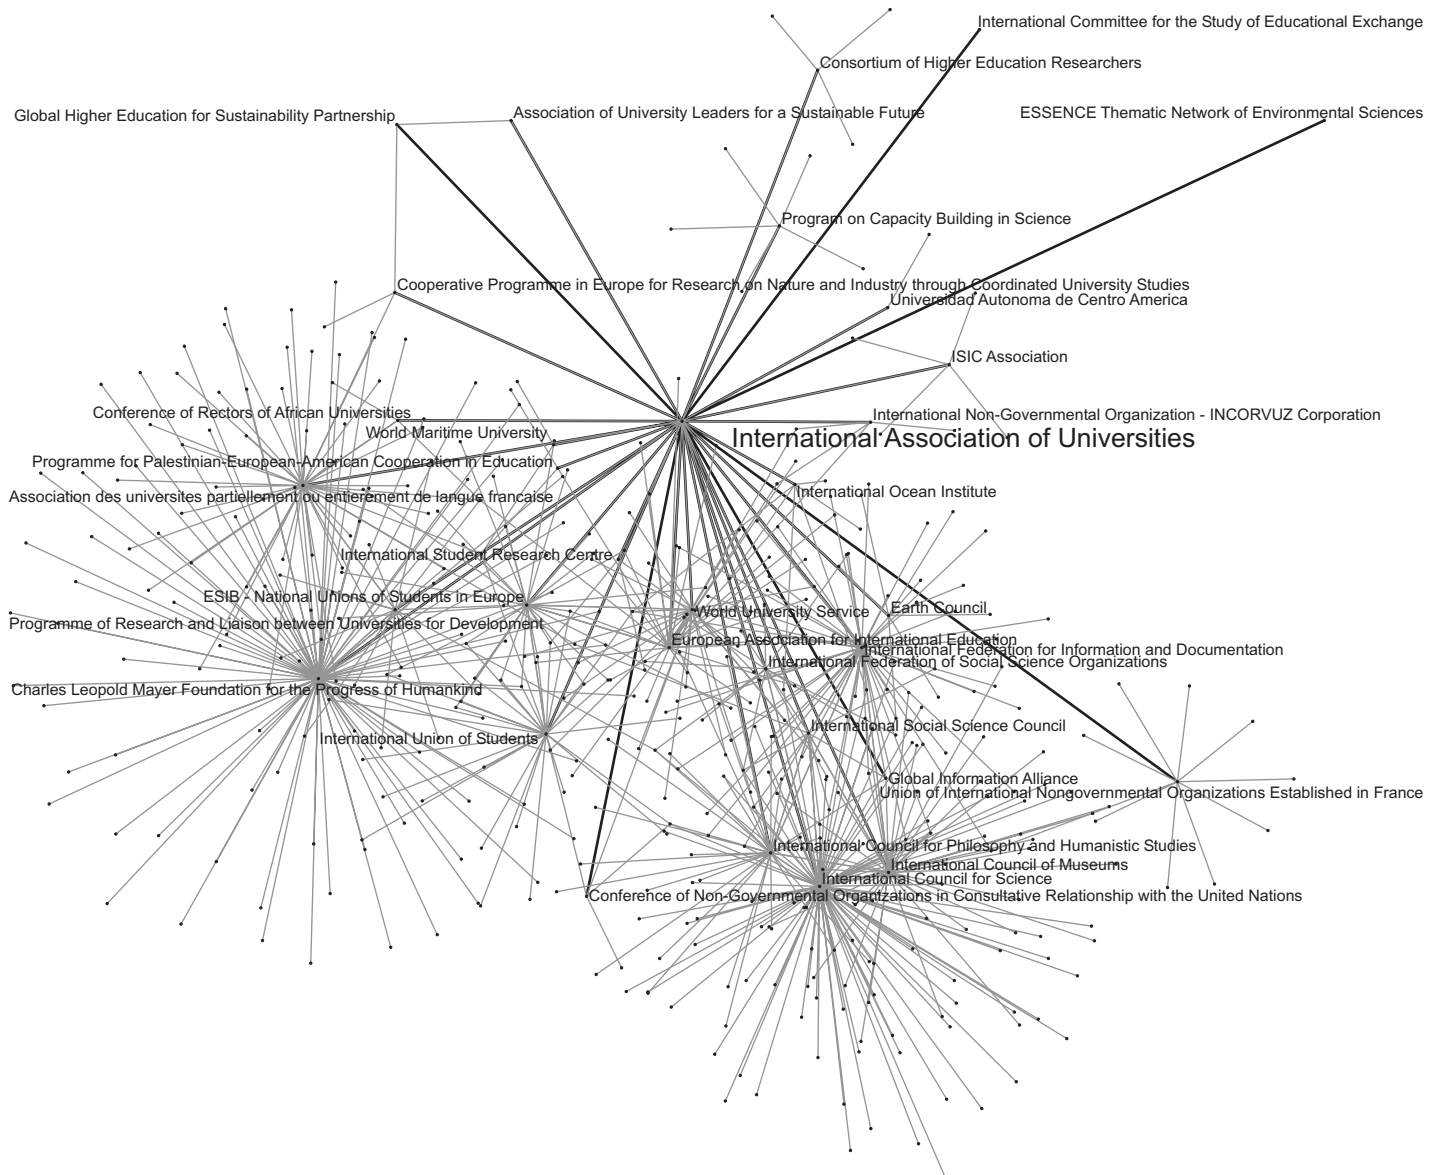 International Committee for the Study of Educational Exchange
Consortium of Higher Education Researchers
Global Higher Education for Sustainability Partnership
Association of University Leaders for a Sustainable Future
ESSENCE Thematic Network of Environmental Sciences
Program on Capacity Building in Science
Cooperative Programme in Europe for Research on Nature and Industry through Coordinated University Studies
Universidad Autonoma de Centro America
ISIC Association
Conference of Rectors of African Universities
International Non-Governmental Organization - INCORVUZ Corporation
World Maritime University
International Association of Universities
Programme for Palestinian-European-American Cooperation in Education
International Ocean Institute
Association des universites partiellement ou entierement de langue francaise
International Student Research Centre
ESIB - National Unions of Students in Europe
World University Service
Earth Council
Programme of Research and Liaison between Universities for Development
European Association for International Education
International Federation for Information and Documentation
International Federation of Social Science Organizations
Charles Leopold Mayer Foundation for the Progress of Humankind
International Social Science Council
International Union of Students
Global Information Alliance
Union of International Nongovernmental Organizations Established in France
International Council for Philosophy and Humanistic Studies
International Council of Museums
International Council for Science
Conference of Non-Governmental Organizations in Consultative Relationship with the United Nations